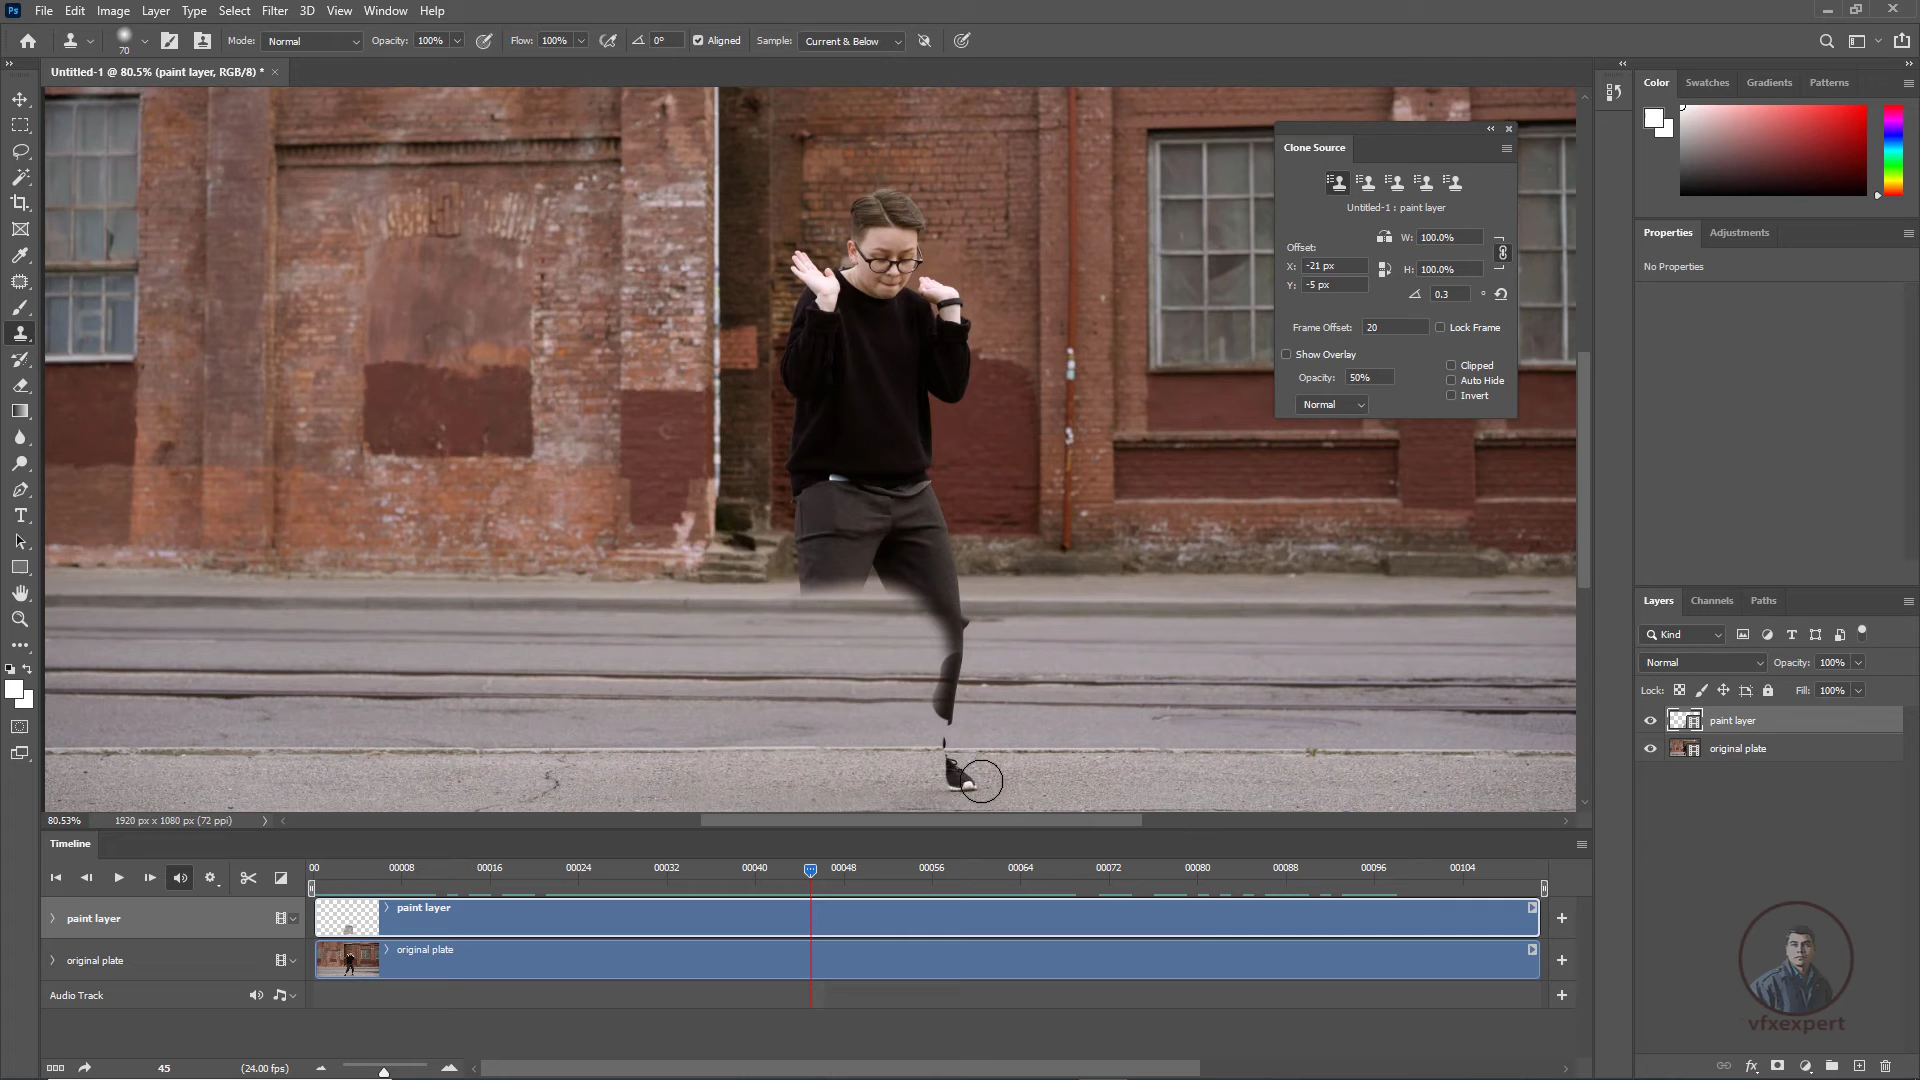 Ps File Edit Image Layer Type Select Filter 3D View Window Help
70 Mode: Normal Opacity: 100% Flow: 100% 0° Aligned Sample: Current & Below
Untitled-1 @ 80.5% (paint layer, RGB/8) *
Color Swatches Gradients Patterns
Clone Source
Untitled-1 : paint layer
W: 100.0%
Offset:
X: -21 px
H: 100.0%
Y: -5 px
0.3 °
Frame Offset: 20 Lock Frame
Show Overlay
Clipped
Opacity: 50%
Auto Hide
Invert
Normal
Properties Adjustments
No Properties
Layers Channels Paths
Kind
Normal Opacity: 100%
Lock: Fill: 100%
paint layer
original plate
80.53% 1920 px x 1080 px (72 ppi)
Timeline
00 00008 00016 00024 00032 00040 00048 00056 00064 00072 00080 00088 00096 00104
paint layer
paint layer
original plate
original plate
Audio Track
45 (24.00 fps)
vfxexpert